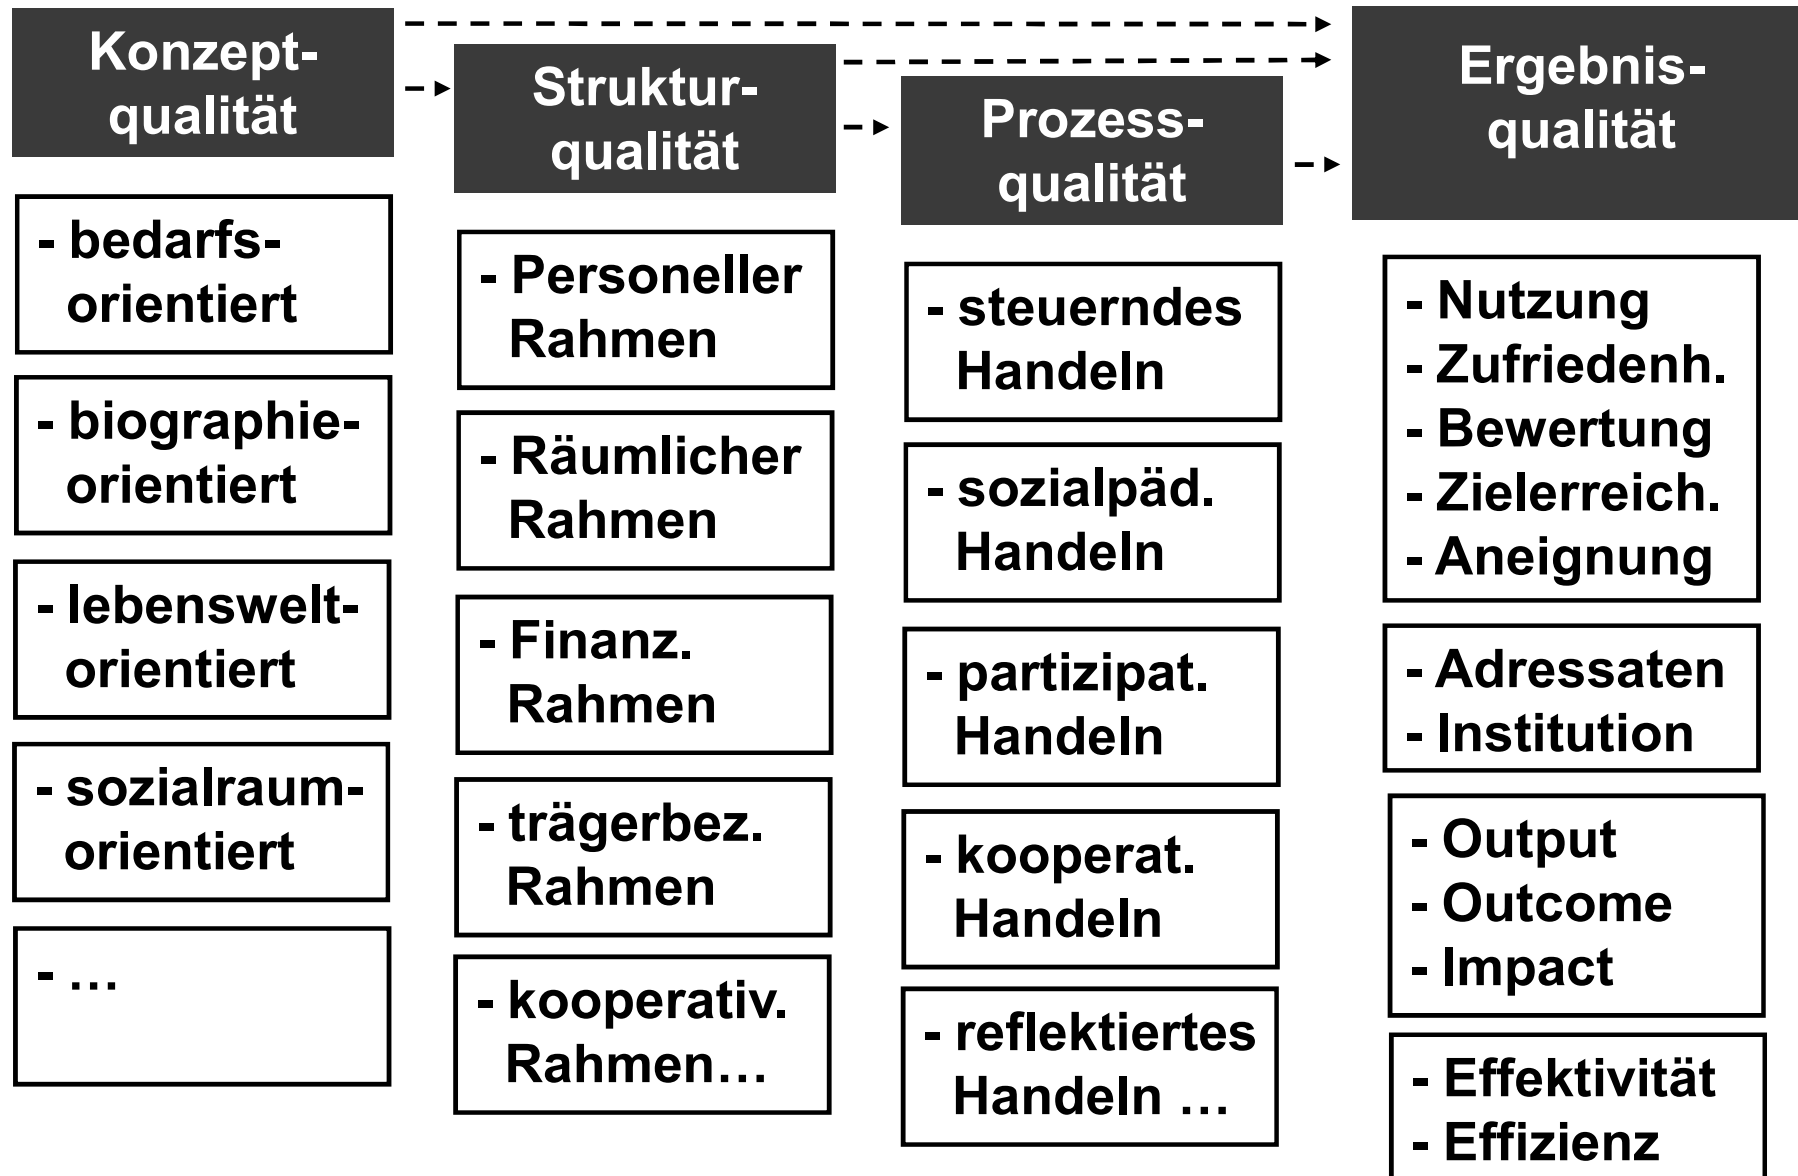 Konzept-
qualität
- bedarfs-
orientiert
- biographie-
orientiert
- lebenswelt-
orientiert
- sozialraum-
orientiert
- …
Struktur-
qualität
- Personeller
Rahmen
- Räumlicher
Rahmen
- Finanz.
Rahmen
- trägerbez.
Rahmen
- kooperativ.
Rahmen…
Prozess-
qualität
- steuerndes
Handeln
- sozialpäd.
Handeln
- partizipat.
Handeln
- kooperat.
Handeln
- reflektiertes
Handeln …
Ergebnis-
qualität
- Nutzung
- Zufriedenh.
- Bewertung
- Zielerreich.
- Aneignung
- Adressaten
- Institution
- Output
- Outcome
- Impact
- Effektivität
- Effizienz